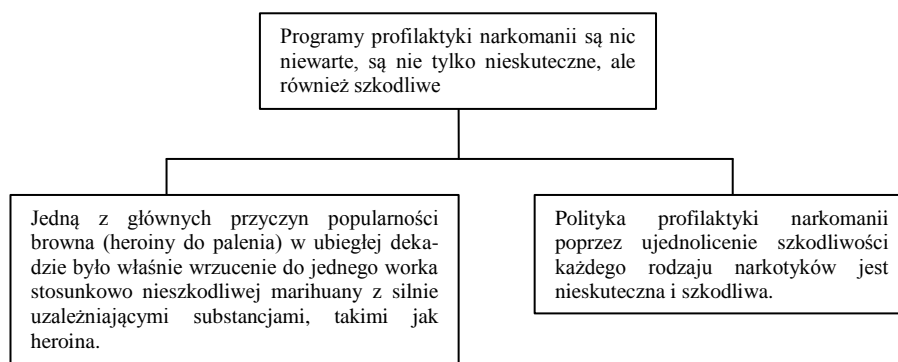 Programy profilaktyki narkomanii są nic
niewarte, są nie tylko nieskuteczne, ale
również szkodliwe
Jedną z głównych przyczyn popularności
browna (heroiny do palenia) w ubiegłej deka-
dzie było właśnie wrzucenie do jednego worka
stosunkowo nieszkodliwej marihuany z silnie
uzależniającymi substancjami, takimi jak
heroina.
Polityka profilaktyki narkomanii
poprzez ujednolicenie szkodliwości
każdego rodzaju narkotyków jest
nieskuteczna i szkodliwa.